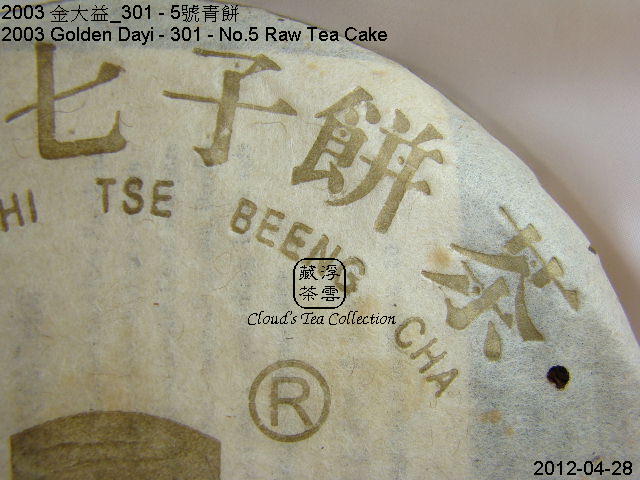 2003 金大益_301 - 5號青餅
2003 Golden Dayi - 301 - No.5 Raw Tea Cake
七子餅茶
HI TSE BEENG CHA
藏浮
茶雲
Cloud's Tea Collection
®
2012-04-28